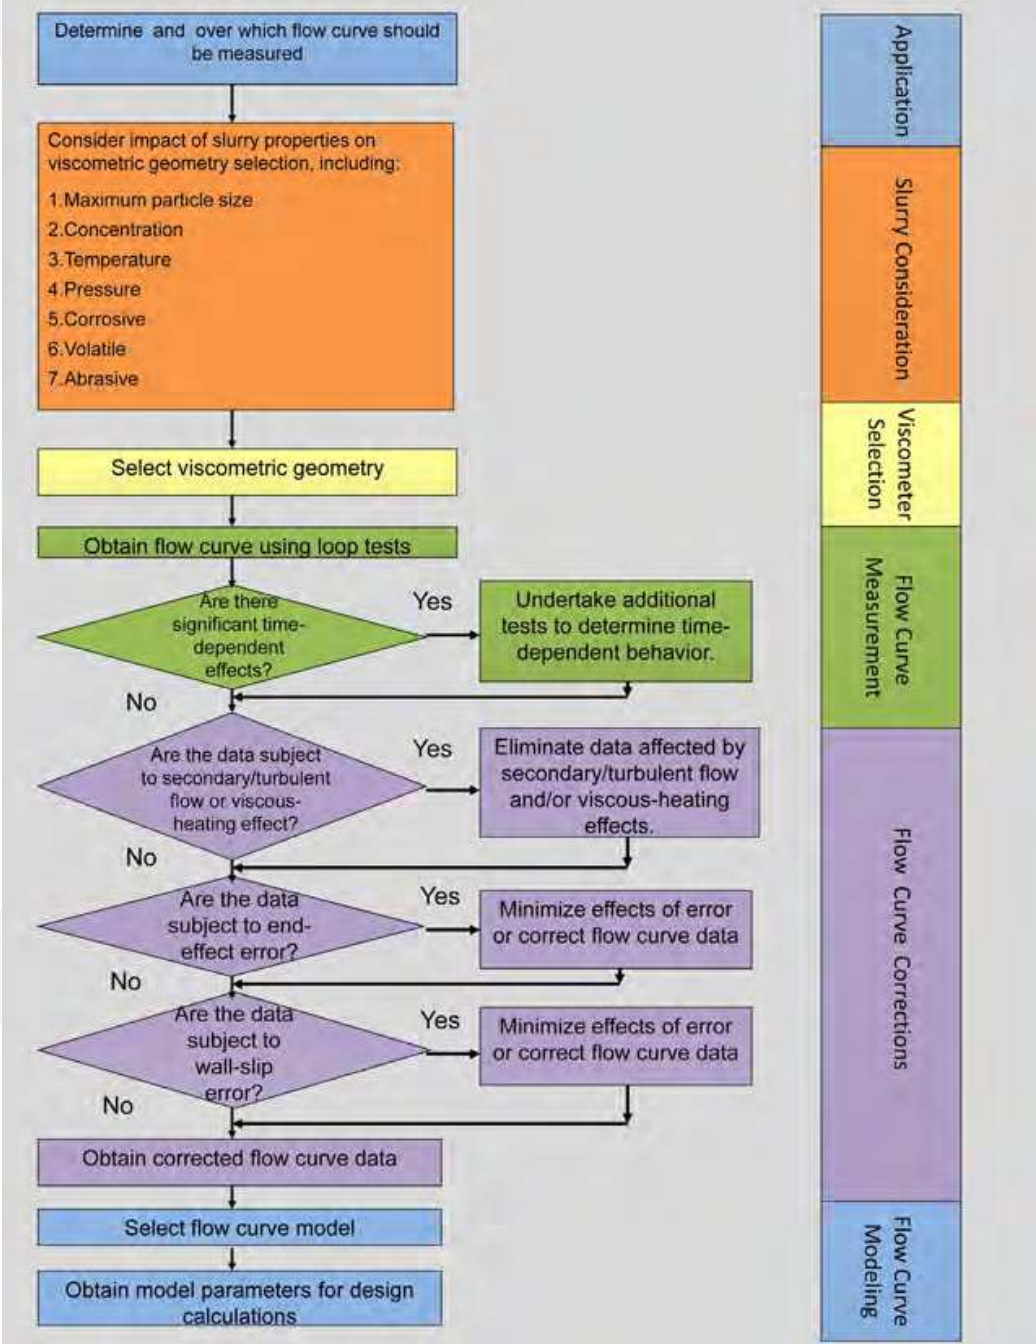 Determine and over which flow curve should
be measured
Consider impact of slurry properties on
viscometric geometry selection, including:
1.Maximum particle size
2.Concentration
3.Temperature
4.Pressure
5.Corrosive
6.Volatile
7.Abrasive
Select viscometric geometry
Obtain flow curve using loop tests
Are there
significant time-
dependent
effects?
Yes
Undertake additional
tests to determine time-
dependent behavior.
No
Are the data subject
to secondary/turbulent
flow or viscous-
heating effect?
Yes
Eliminate data affected by
secondary/turbulent flow
and/or viscous-heating
effects.
No
Are the data
subject to end-
effect error?
Yes
Minimize effects of error
or correct flow curve data
No
Are the data
subject to
wall-slip
error?
Yes
Minimize effects of error
or correct flow curve data
No
Obtain corrected flow curve data
Select flow curve model
Obtain model parameters for design
calculations
Application
Slurry Consideration
Viscometer
Selection
Flow Curve
Measurement
Flow Curve Corrections
Flow Curve
Modeling